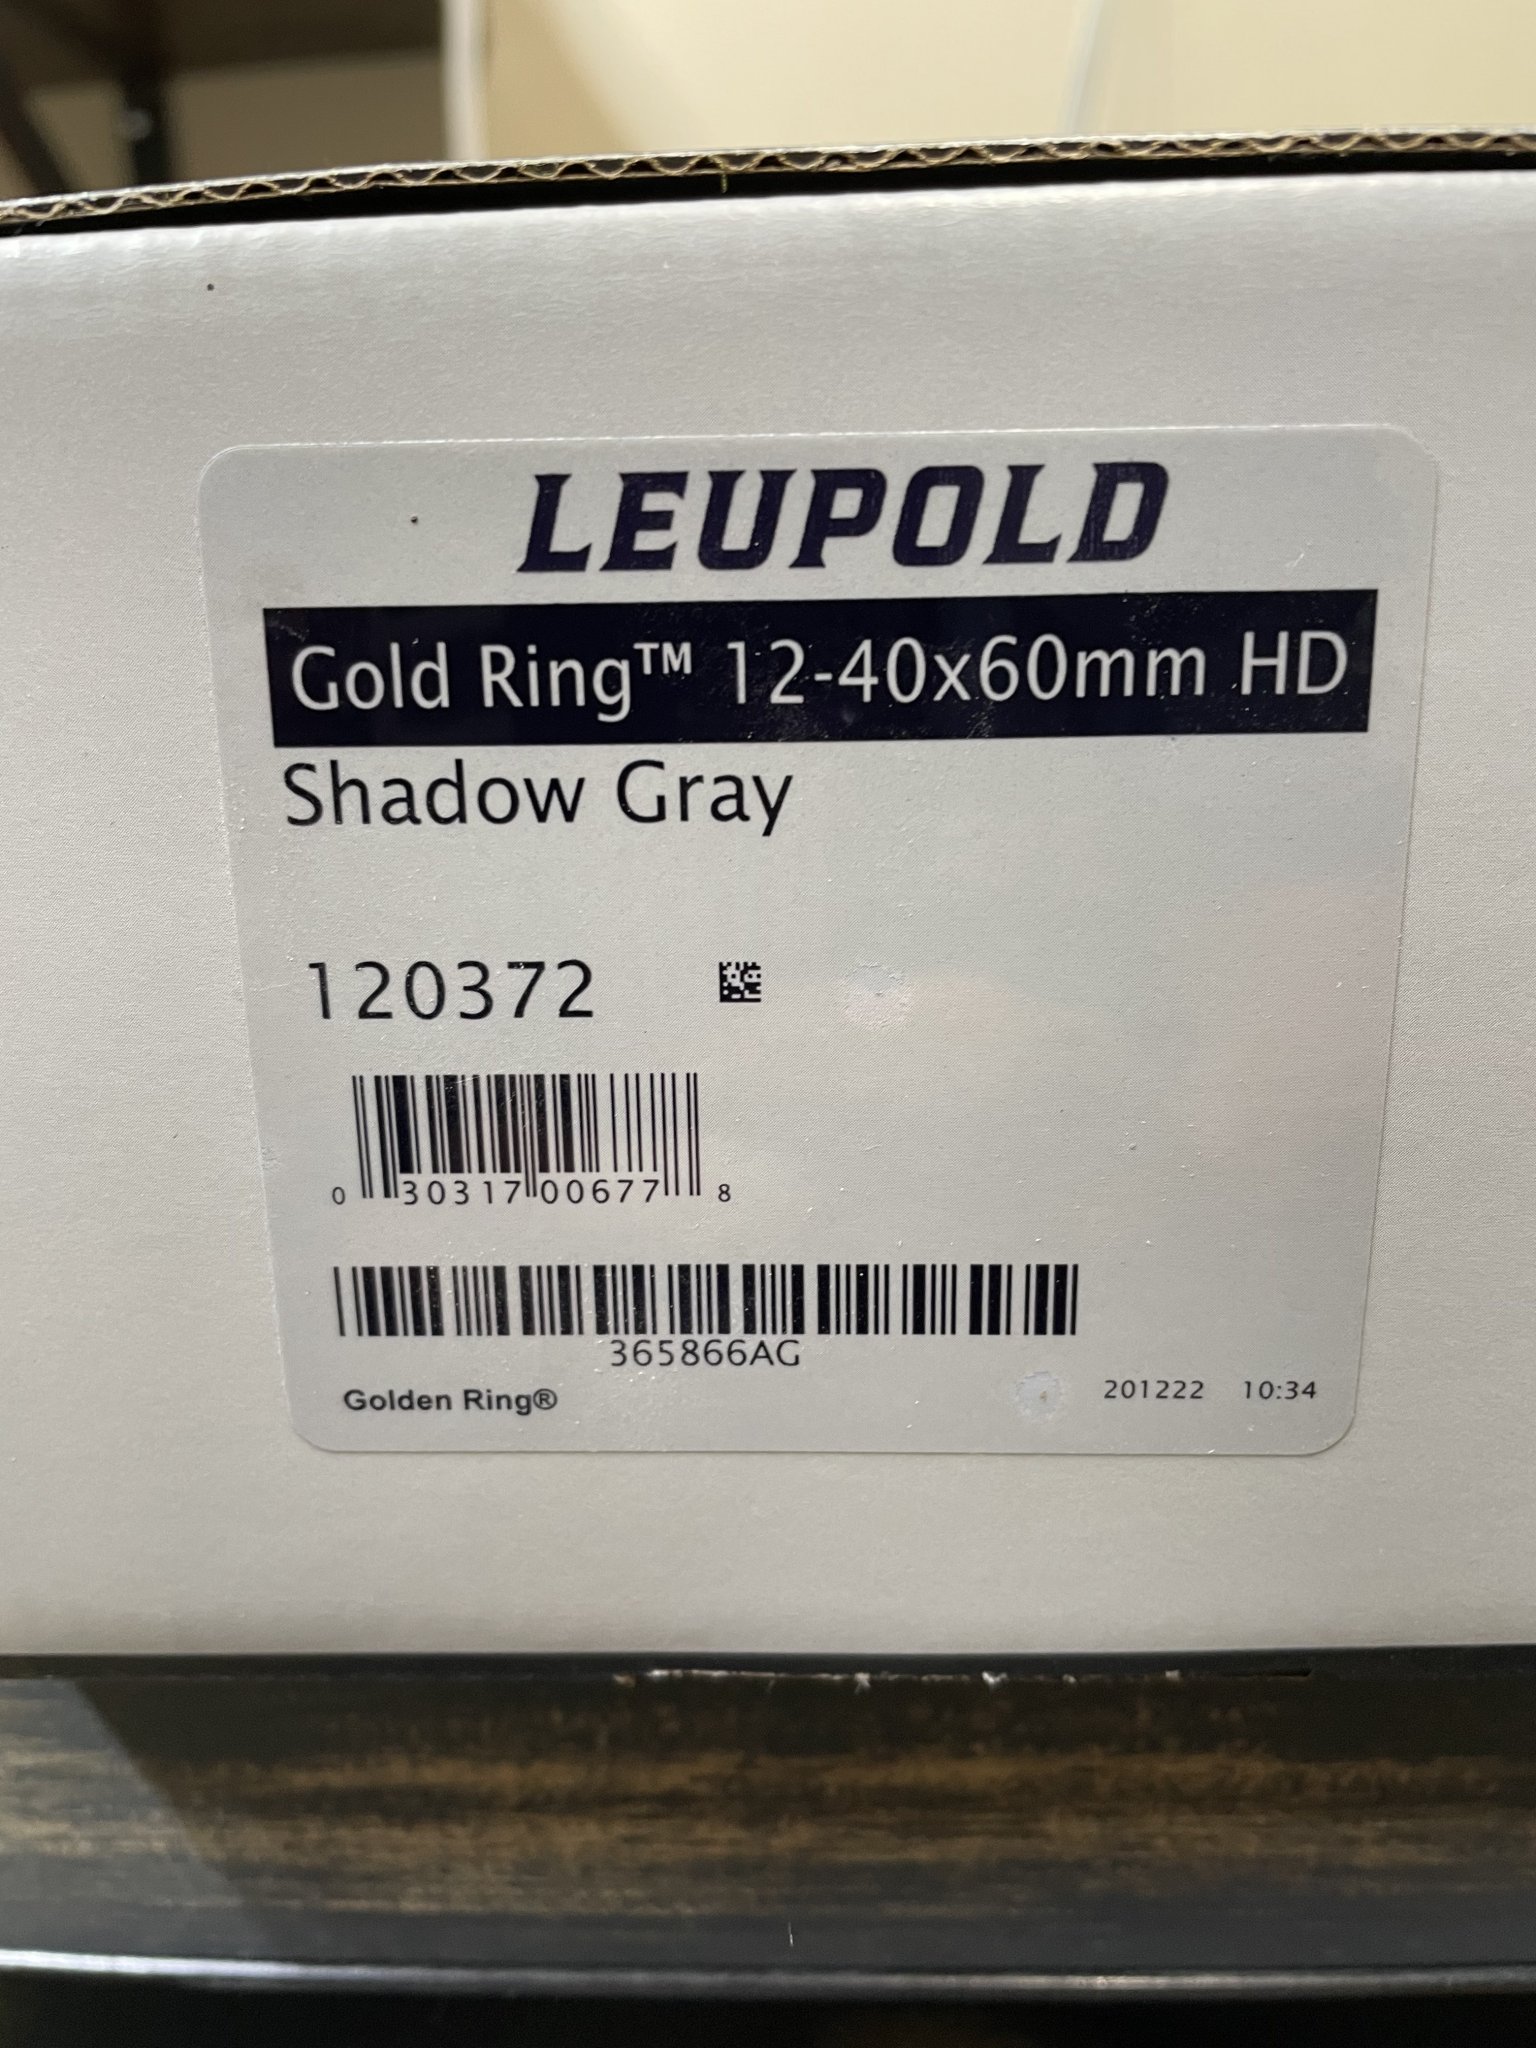 LEUPOLD
Gold Ring™ 12-40x60mm HD
Shadow Gray
120372
0 30317 00677 8
365866AG
Golden Ring® 201222 10:34